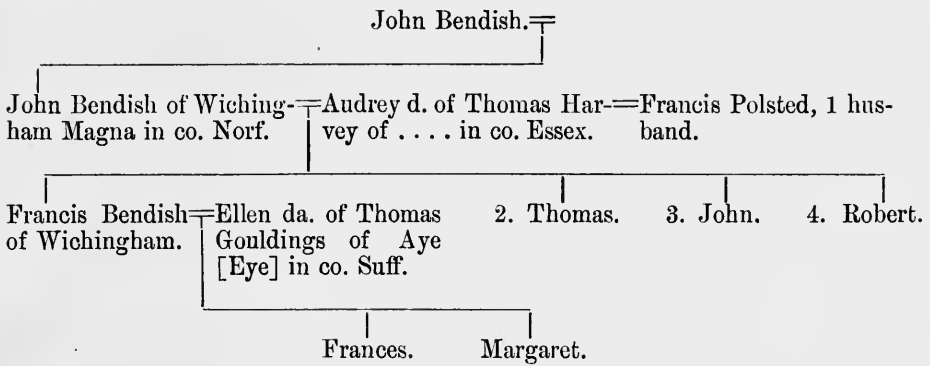 John Bendish.
John Bendish of Wiching- Audrey d. of Thomas Har- Francis Polsted, 1 hus-
ham Magna in co. Norf. vey of . . . . in co. Essex. band.
Francis Bendish Ellen da. of Thomas 2. Thomas. 3. John. 4. Robert.
of Wichingham. Gouldings of Aye
[Eye] in co. Suff.
Frances. Margaret.